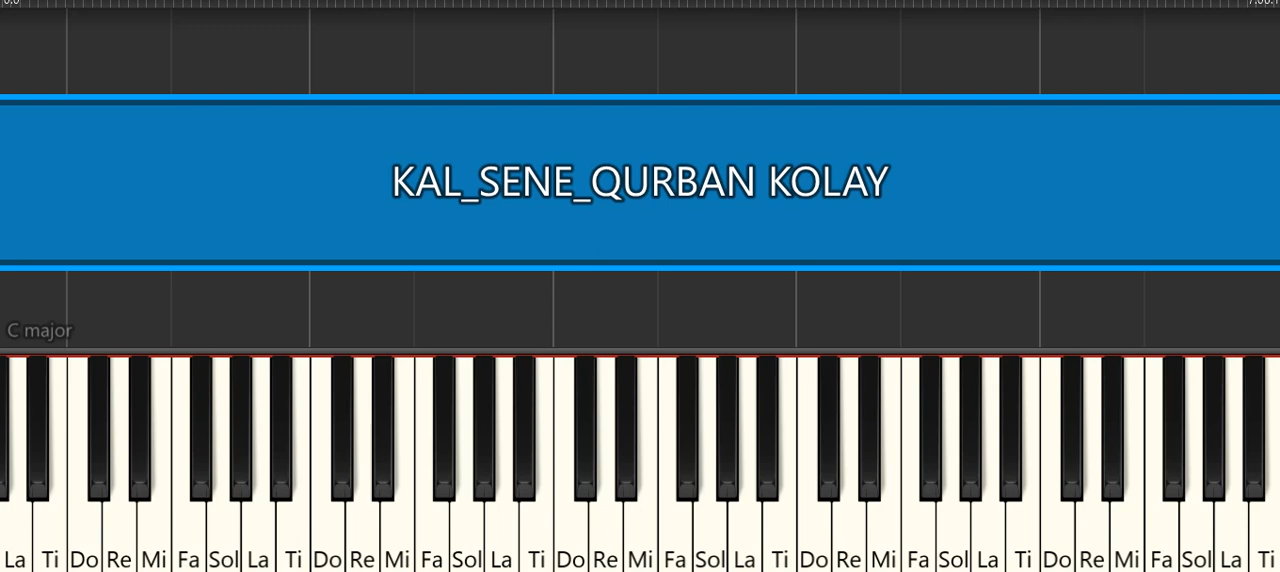 KAL_SENE_QURBAN KOLAY
C major
La Ti Do Re Mi Fa Sol La Ti Do Re Mi Fa Sol La Ti Do Re Mi Fa Sol La Ti Do Re Mi Fa Sol La Ti Do Re Mi Fa Sol La Ti